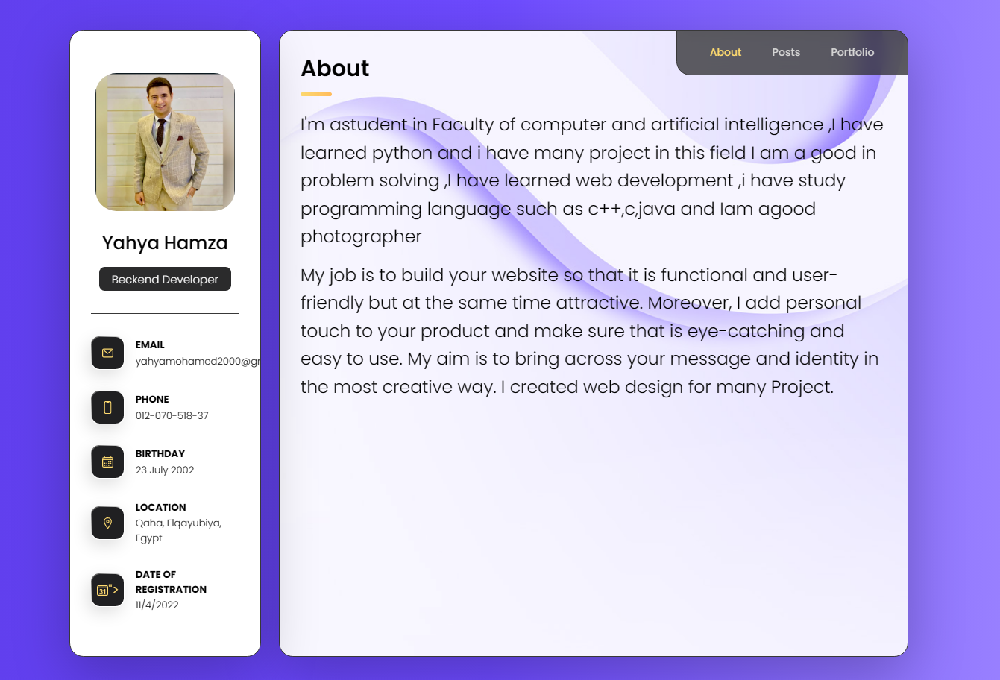 About
Posts
Portfolio
Yahya Hamza
Beckend Developer
EMAIL
yahyamohamed2000@gr
PHONE
012-070-518-37
BIRTHDAY
23 July 2002
LOCATION
Qaha, Elqayubiya,
Egypt
31">
DATE OF
REGISTRATION
11/4/2022
About
I'm astudent in Faculty of computer and artificial intelligence ,I have
learned python and i have many project in this field I am a good in
problem solving ,I have learned web development ,i have study
programming language such as c++,c,java and Iam agood
photographer
My job is to build your website so that it is functional and user-
friendly but at the same time attractive. Moreover, I add personal
touch to your product and make sure that is eye-catching and
easy to use. My aim is to bring across your message and identity in
the most creative way. I created web design for many Project.